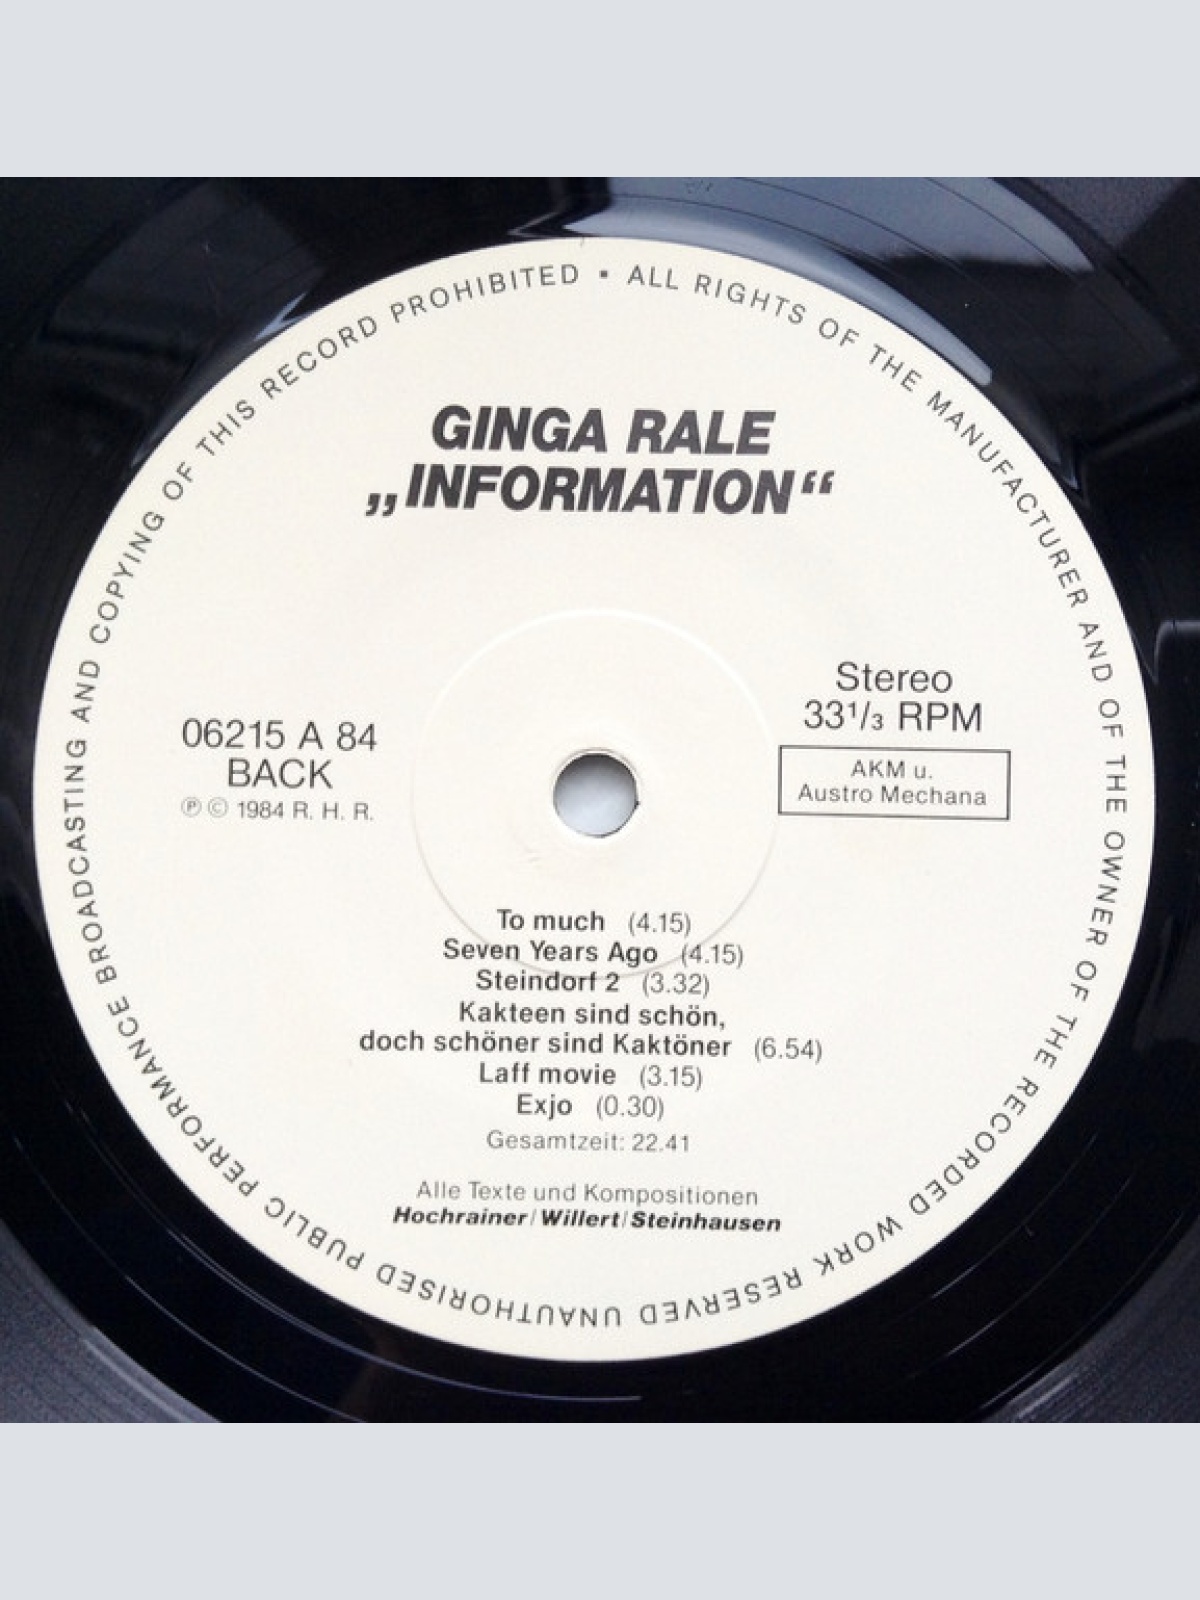 BROADCASTING AND COPYING OF THIS RECORD PROHIBITED ▪ ALL RIGHTS OF THE MANUFACTURER AND OF THE OWNER OF THE RECORDED WORK RESERVED UNAUTHORISED PUBLIC PERFORMANCE
GINGA RALE
„INFORMATION“
06215 A 84
BACK
Ⓟ © 1984 R. H. R.
Stereo
33¹/₃ RPM
AKM u.
Austro Mechana
To much (4.15)
Seven Years Ago (4.15)
Steindorf 2 (3.32)
Kakteen sind schön,
doch schöner sind Kaktöner (6.54)
Laff movie (3.15)
Exjo (0.30)
Gesamtzeit: 22.41
Alle Texte und Kompositionen
Hochrainer/Willert/Steinhausen